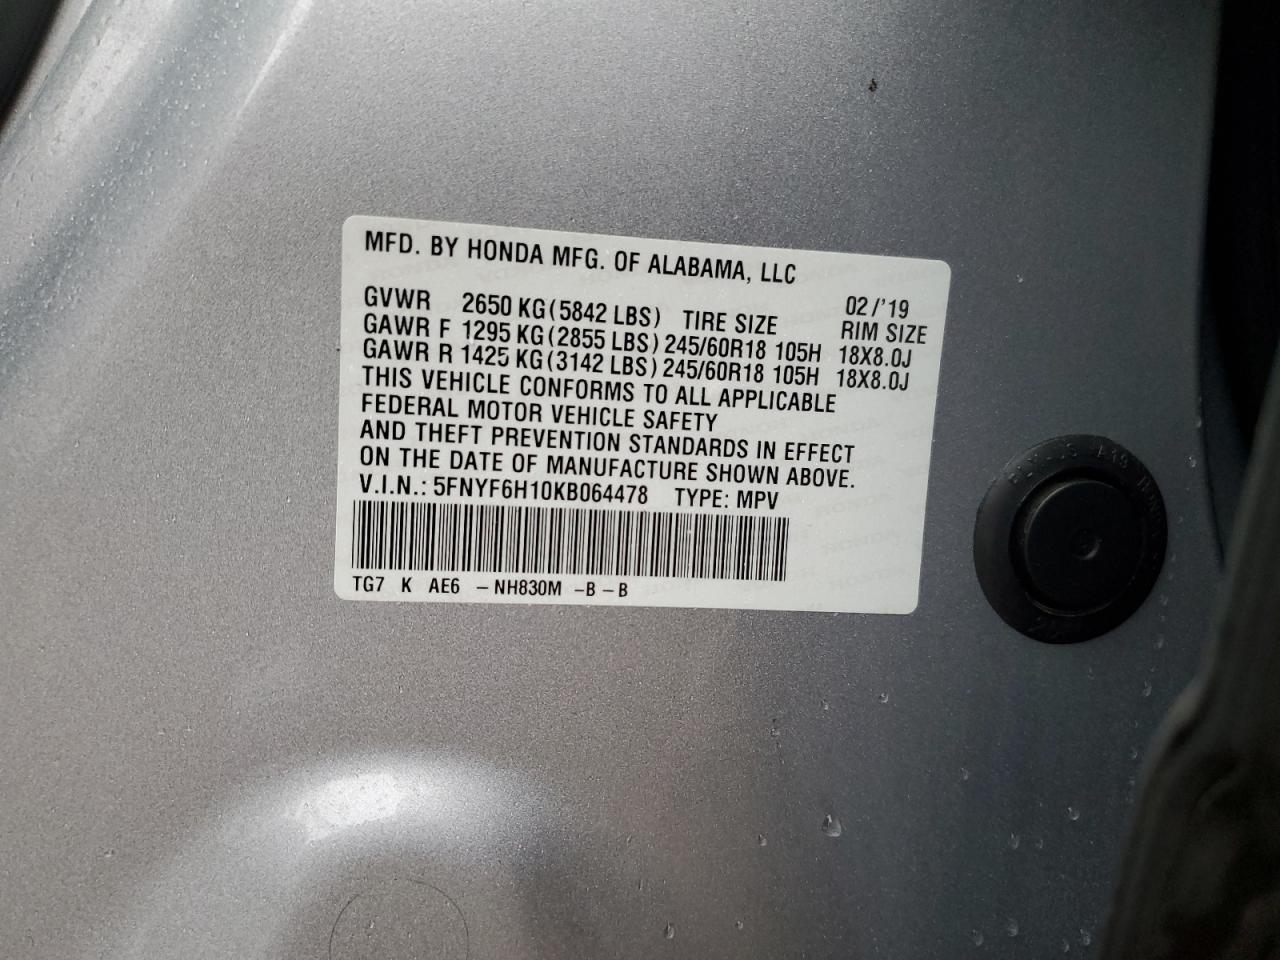 MFD. BY HONDA MFG. OF ALABAMA, LLC
02/'19
GVWR 2650 KG (5842 LBS) TIRE SIZE RIM SIZE
GAWR F 1295 KG (2855 LBS) 245/60R18 105H 18X8.0J
GAWR R 1425 KG (3142 LBS) 245/60R18 105H 18X8.0J
THIS VEHICLE CONFORMS TO ALL APPLICABLE
FEDERAL MOTOR VEHICLE SAFETY
AND THEFT PREVENTION STANDARDS IN EFFECT
ON THE DATE OF MANUFACTURE SHOWN ABOVE.
V.I.N.: 5FNYF6H10KB064478 TYPE: MPV
TG7 K AE6 -NH830M -B-B